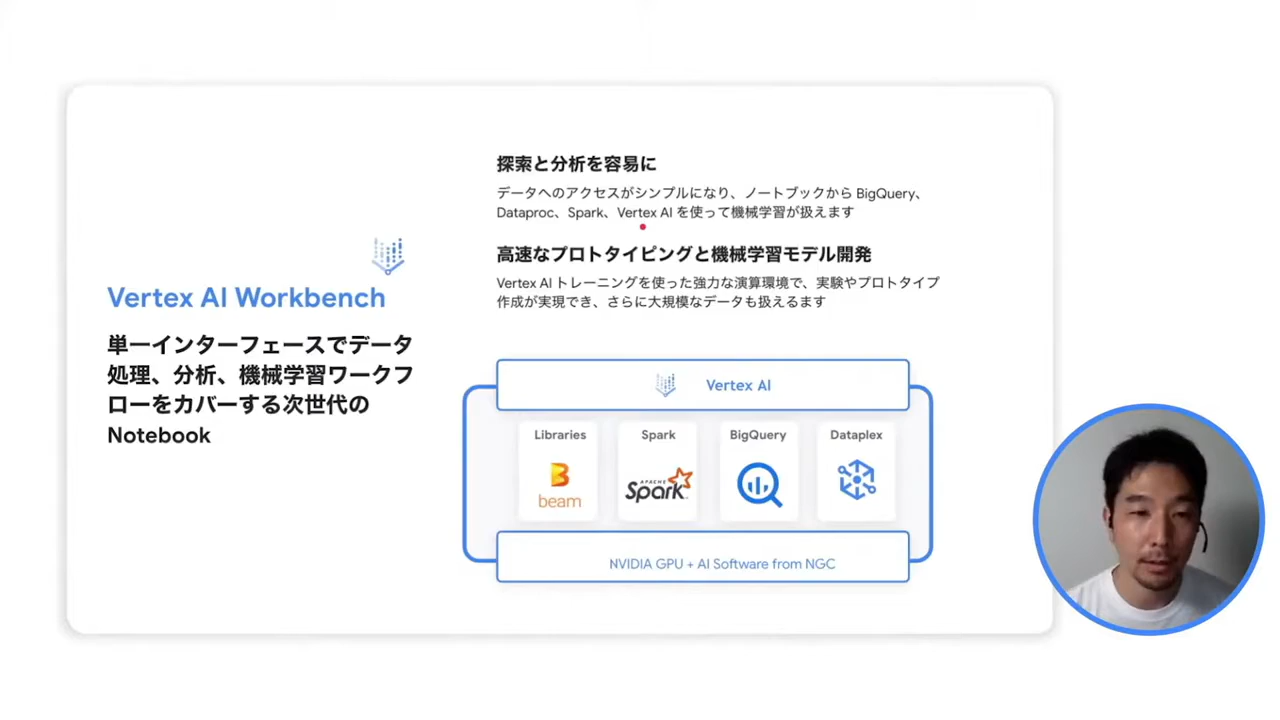 Vertex AI Workbench
単一インターフェースでデータ
処理、分析、機械学習ワークフ
ローをカバーする次世代の
Notebook
探索と分析を容易に
データへのアクセスがシンプルになり、ノートブックから BigQuery、
Dataproc、Spark、Vertex AI を使って機械学習が扱えます
高速なプロトタイピングと機械学習モデル開発
Vertex AI トレーニングを使った強力な演算環境で、実験やプロトタイプ
作成が実現でき、さらに大規模なデータも扱えるます
Vertex AI
Libraries
beam
Spark
APACHE
Spark
BigQuery
Dataplex
NVIDIA GPU + AI Software from NGC